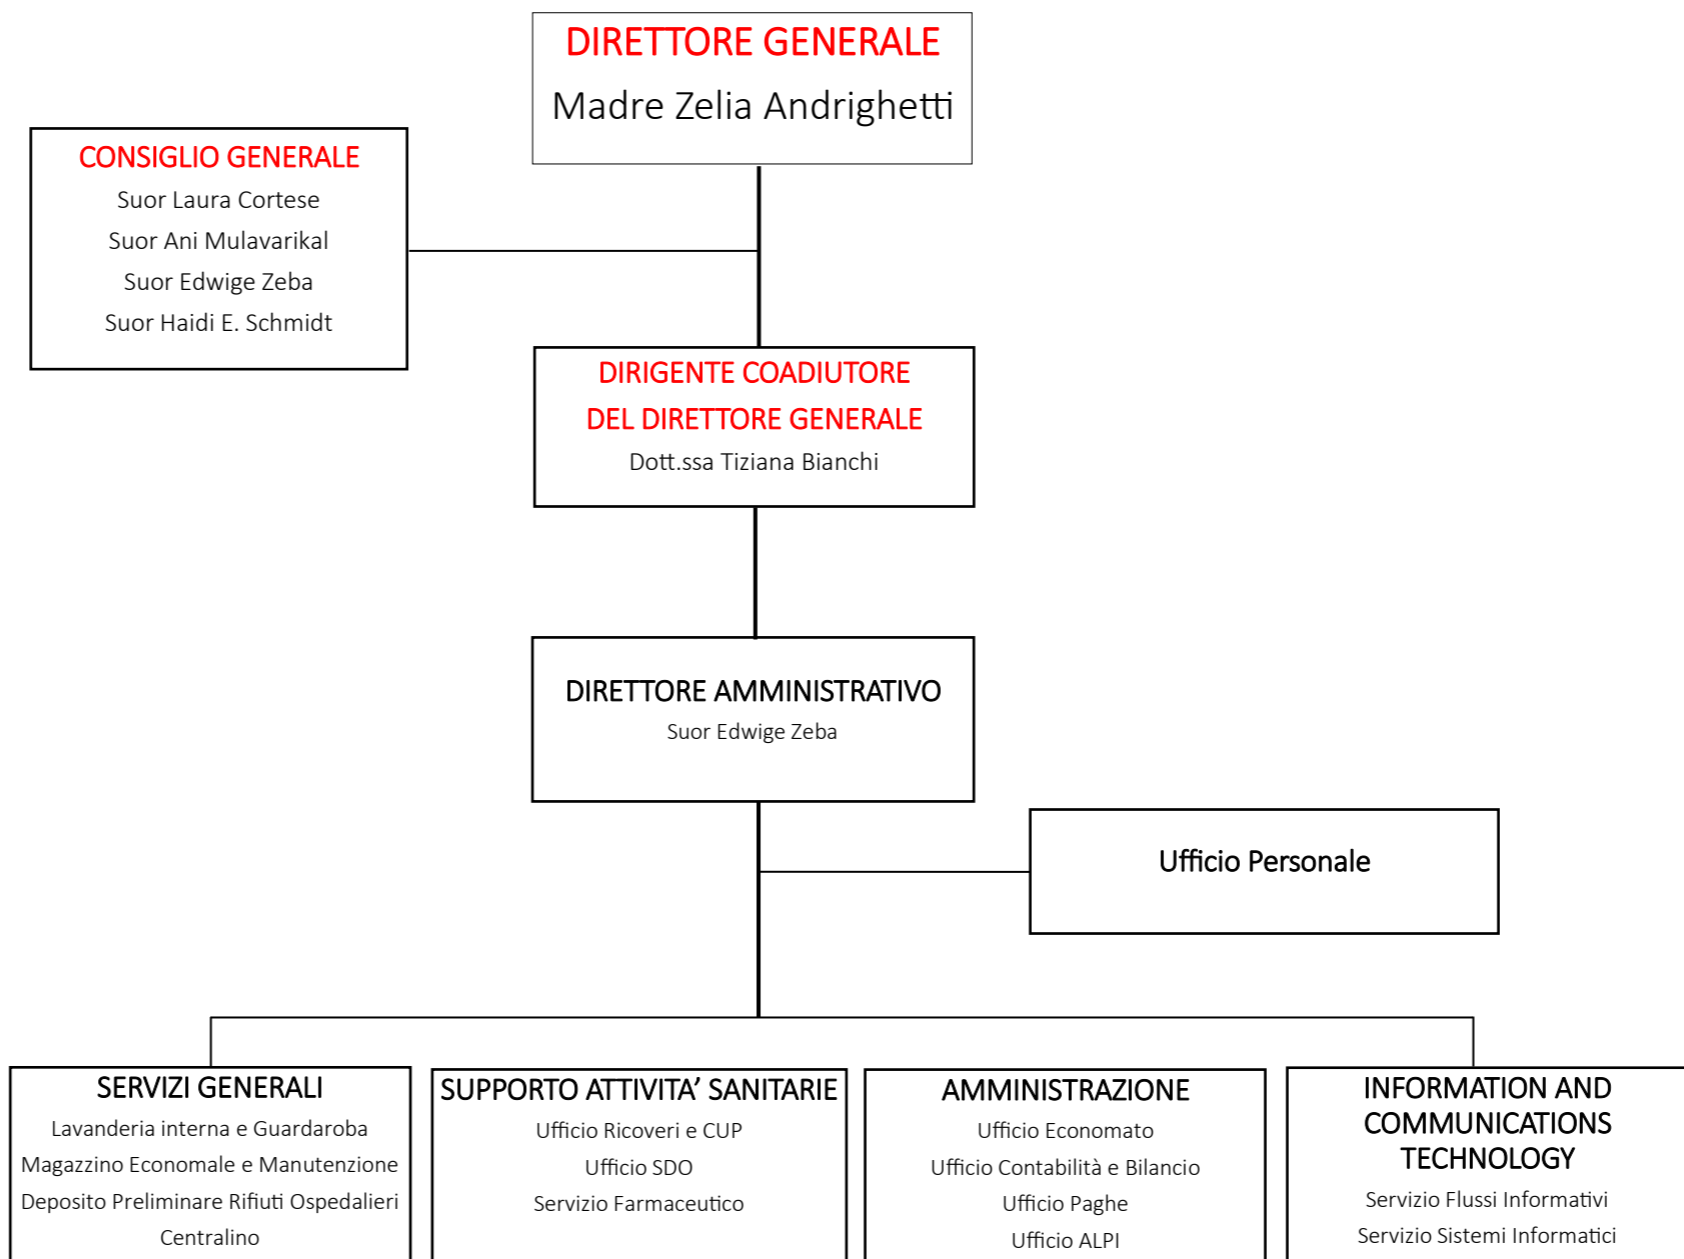 DIRETTORE GENERALE
Madre Zelia Andrighetti
CONSIGLIO GENERALE
Suor Laura Cortese
Suor Ani Mulavarikal
Suor Edwige Zeba
Suor Haidi E. Schmidt
DIRIGENTE COADIUTORE
DEL DIRETTORE GENERALE
Dott.ssa Tiziana Bianchi
DIRETTORE AMMINISTRATIVO
Suor Edwige Zeba
Ufficio Personale
SERVIZI GENERALI
Lavanderia interna e Guardaroba
Magazzino Economale e Manutenzione
Deposito Preliminare Rifiuti Ospedalieri
Centralino
SUPPORTO ATTIVITA’ SANITARIE
Ufficio Ricoveri e CUP
Ufficio SDO
Servizio Farmaceutico
AMMINISTRAZIONE
Ufficio Economato
Ufficio Contabilità e Bilancio
Ufficio Paghe
Ufficio ALPI
INFORMATION AND
COMMUNICATIONS
TECHNOLOGY
Servizio Flussi Informativi
Servizio Sistemi Informatici